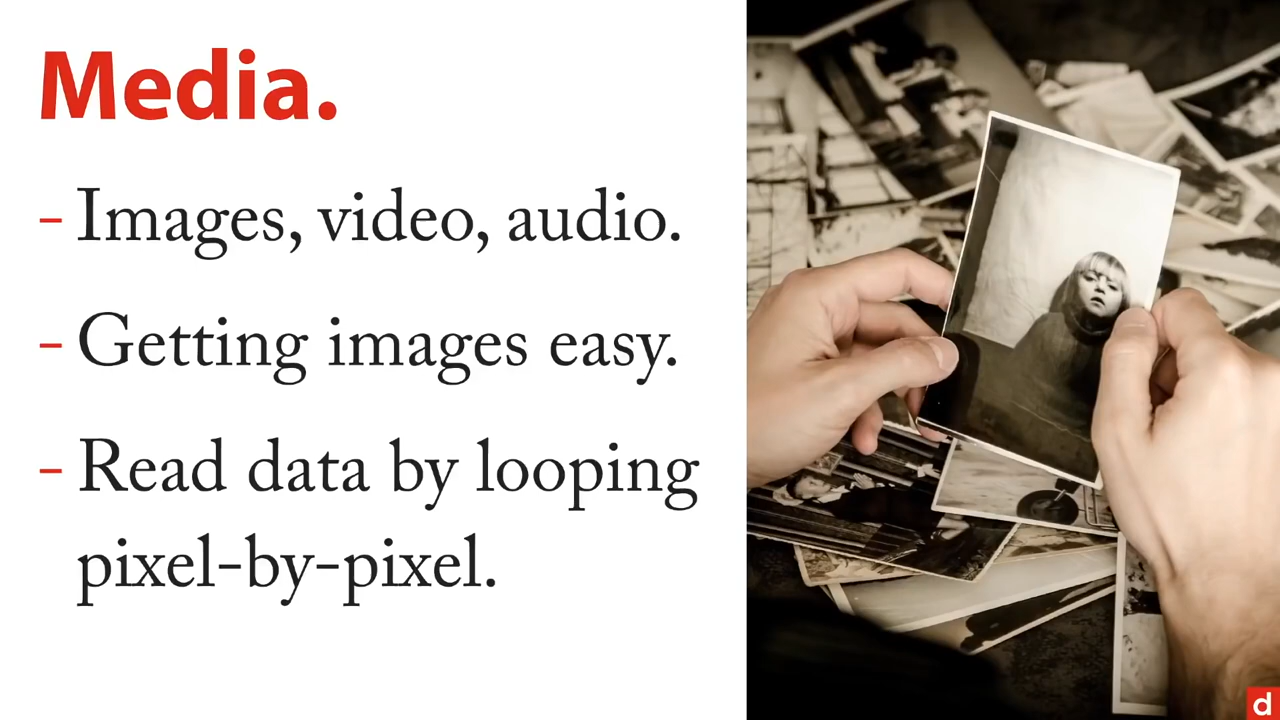 Media.
- Images, video, audio.
- Getting images easy.
- Read data by looping
pixel-by-pixel.
d